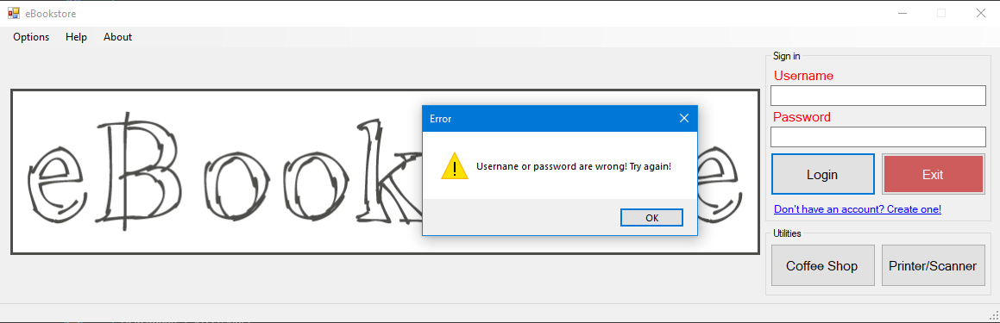 eBookstore
Options Help About
eBook e
Error
Usernane or password are wrong! Try again!
OK
Sign in
Username
Password
Login Exit
Don't have an account? Create one!
Utilities
Coffee Shop Printer/Scanner